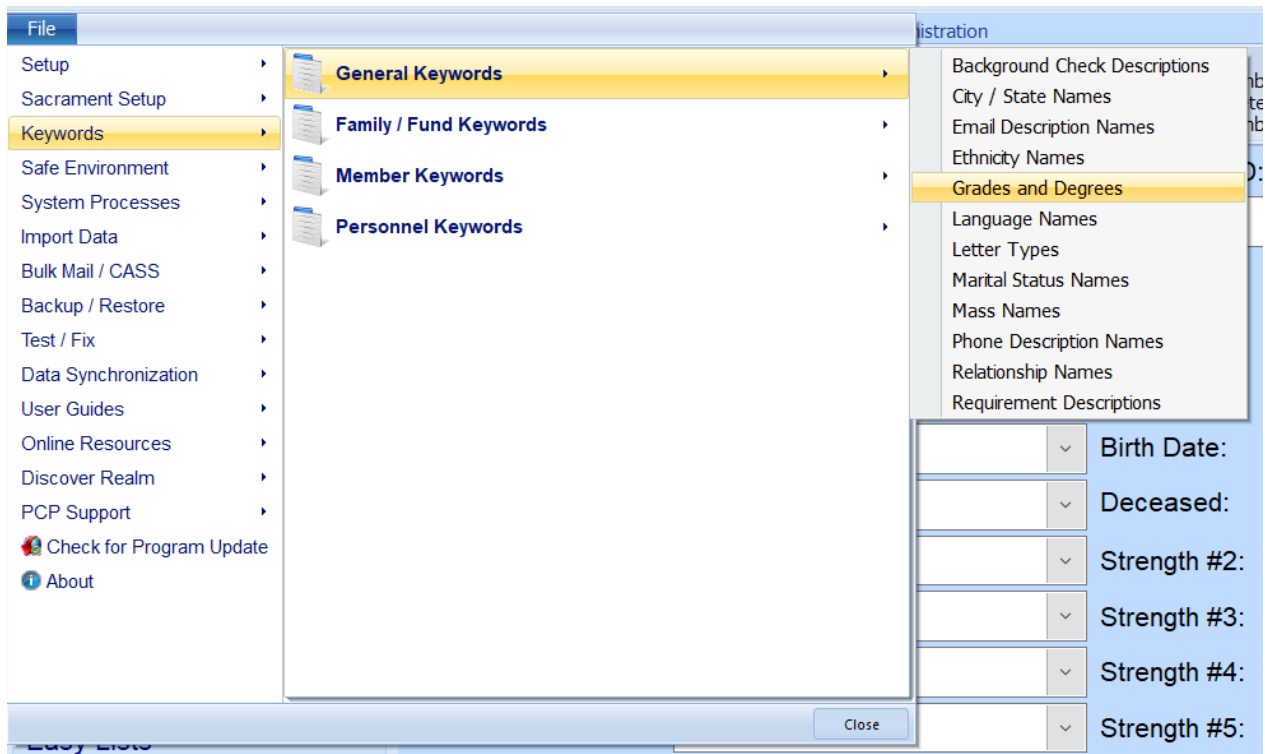 File
istration
Setup
Sacrament Setup
Keywords
Safe Environment
System Processes
Import Data
Bulk Mail / CASS
Backup / Restore
Test / Fix
Data Synchronization
User Guides
Online Resources
Discover Realm
PCP Support
Check for Program Update
About
General Keywords
Family / Fund Keywords
Member Keywords
Personnel Keywords
Background Check Descriptions
City / State Names
Email Description Names
Ethnicity Names
Grades and Degrees
Language Names
Letter Types
Marital Status Names
Mass Names
Phone Description Names
Relationship Names
Requirement Descriptions
Birth Date:
Deceased:
Strength #2:
Strength #3:
Strength #4:
Strength #5:
Close
Easy Lists